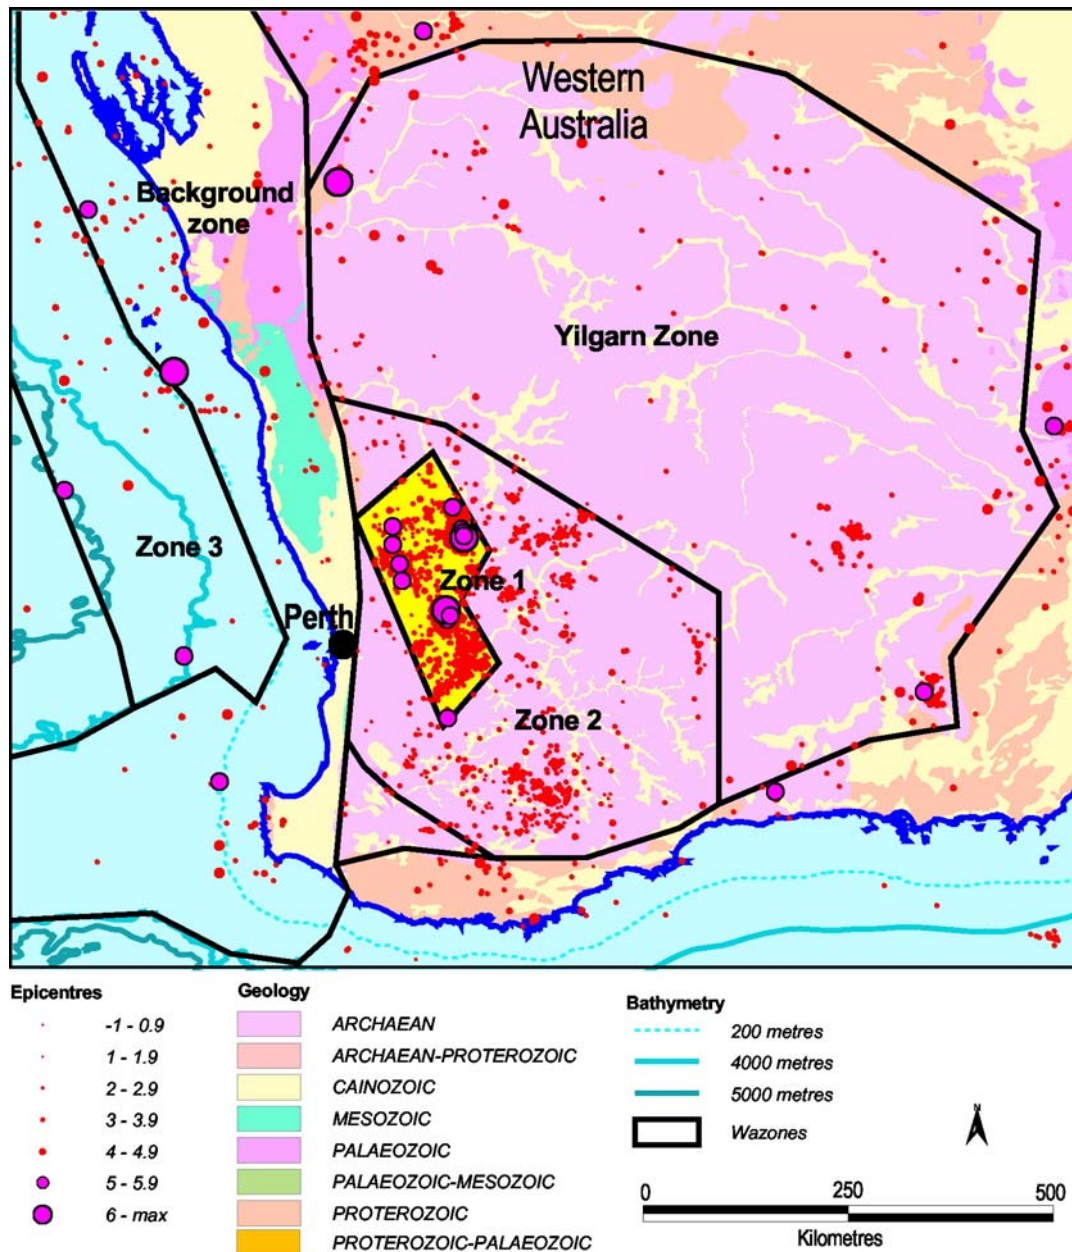 Western
Australia
Background
zone
Yilgarn Zone
Zone 3
Zone 1
Perth
Zone 2
Epicentres
-1 - 0.9
1 - 1.9
2 - 2.9
3 - 3.9
4 - 4.9
5 - 5.9
6 - max
Geology
ARCHAEAN
ARCHAEAN-PROTEROZOIC
CAINOZOIC
MESOZOIC
PALAEOZOIC
PALAEOZOIC-MESOZOIC
PROTEROZOIC
PROTEROZOIC-PALAEOZOIC
Bathymetry
200 metres
4000 metres
5000 metres
Wazones
N
0 250 500
Kilometres